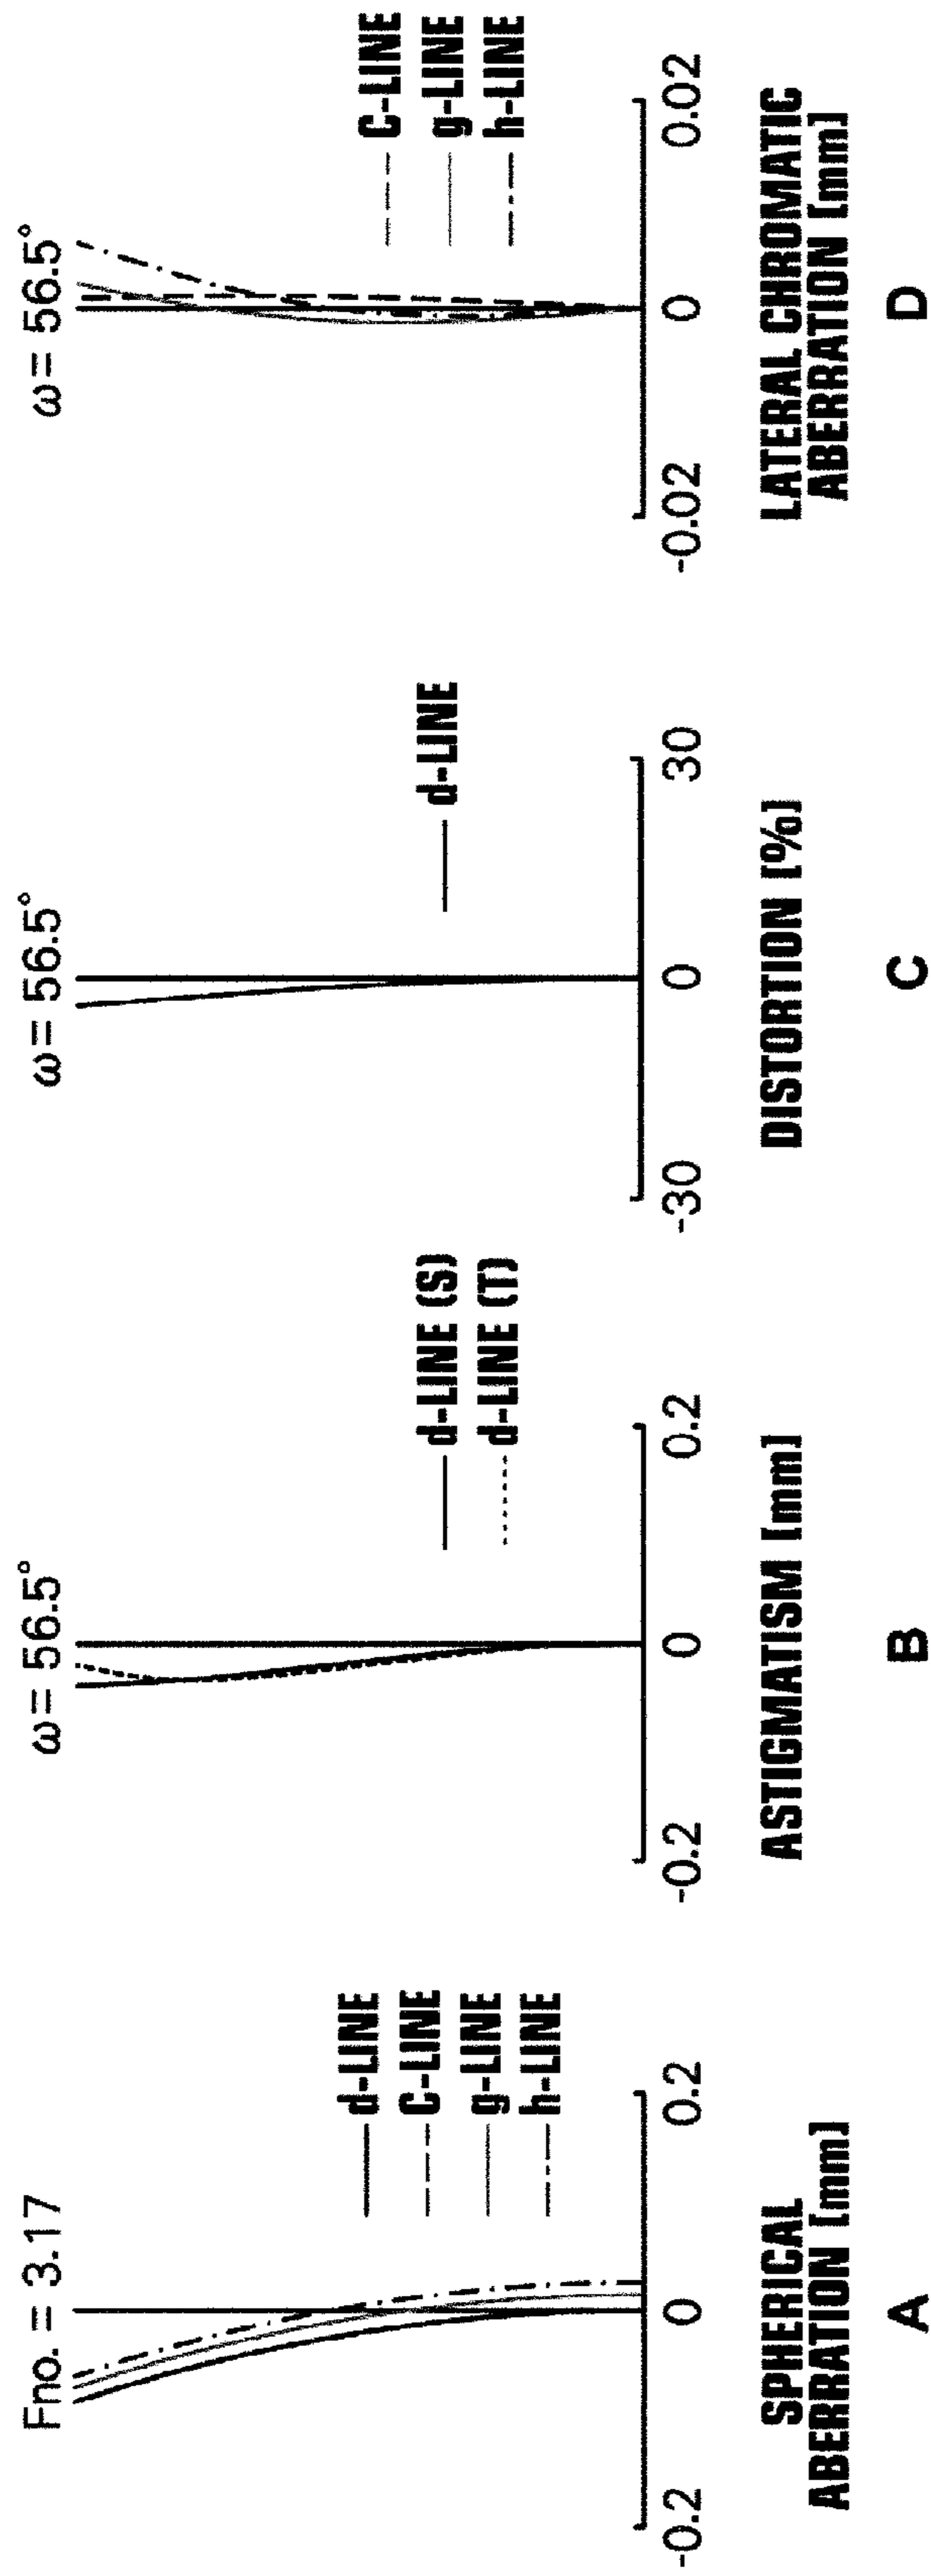 Fno. = 3.17
d-LINE
C-LINE
g-LINE
h-LINE
-0.2
0
0.2
SPHERICAL
ABERRATION [mm]
A
ω= 56.5°
d-LINE (S)
d-LINE (T)
-0.2
0
0.2
ASTIGMATISM [mm]
B
ω= 56.5°
d-LINE
-30
0
30
DISTORTION [%]
C
ω= 56.5°
C-LINE
g-LINE
h-LINE
-0.02
0
0.02
LATERAL CHROMATIC
ABERRATION [mm]
D